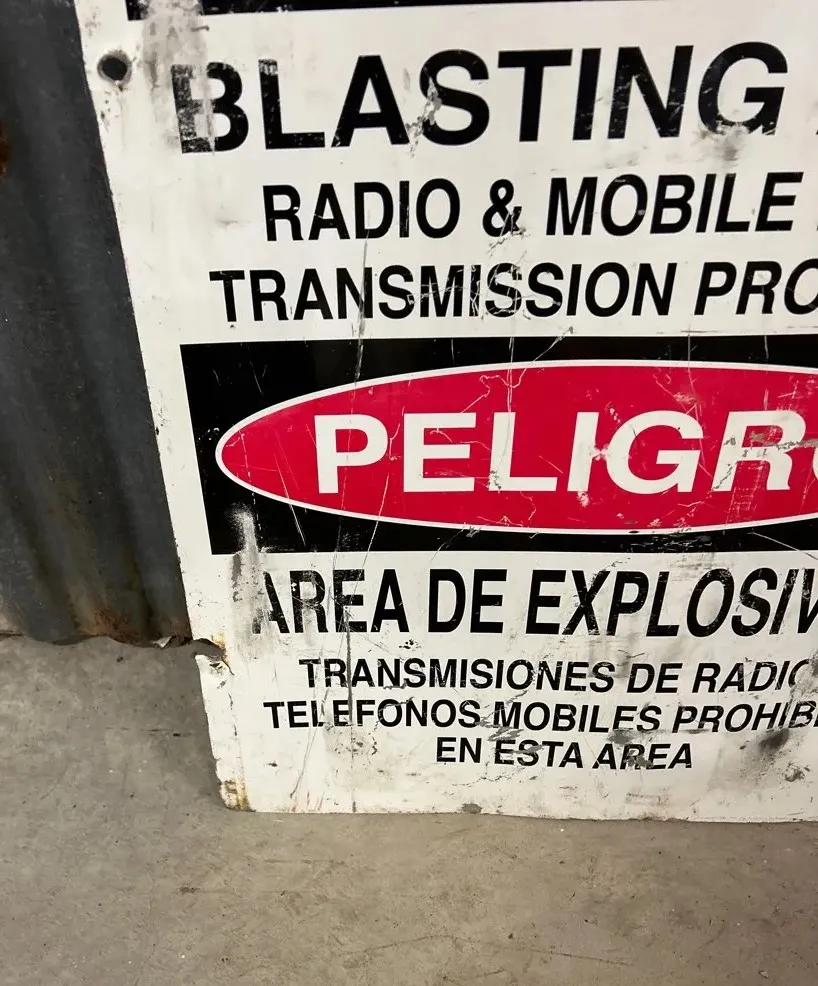 BLASTING
RADIO & MOBILE
TRANSMISSION PRO
PELIGR
AREA DE EXPLOSIV
TRANSMISIONES DE RADIO
TELEFONOS MOBILES PROHIB
EN ESTA AREA